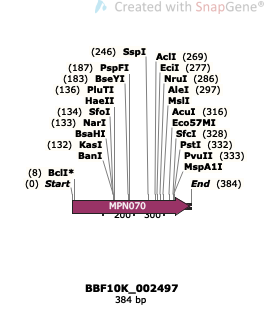 Created with SnapGene®
(246) SspI
AclI (269)
(187) PspFI
EciI (277)
(183) BseYI
NruI (286)
(136) PluTI
AleI (297)
HaeII
MslI
(134) SfoI
AcuI (316)
(133) NarI
Eco57MI
BsaHI
SfcI (328)
(132) KasI
PstI (332)
BanI
PvuII (333)
MspA1I
(8) BclI*
(0) Start
End (384)
MPN070
200
300
BBF10K_002497
384 bp